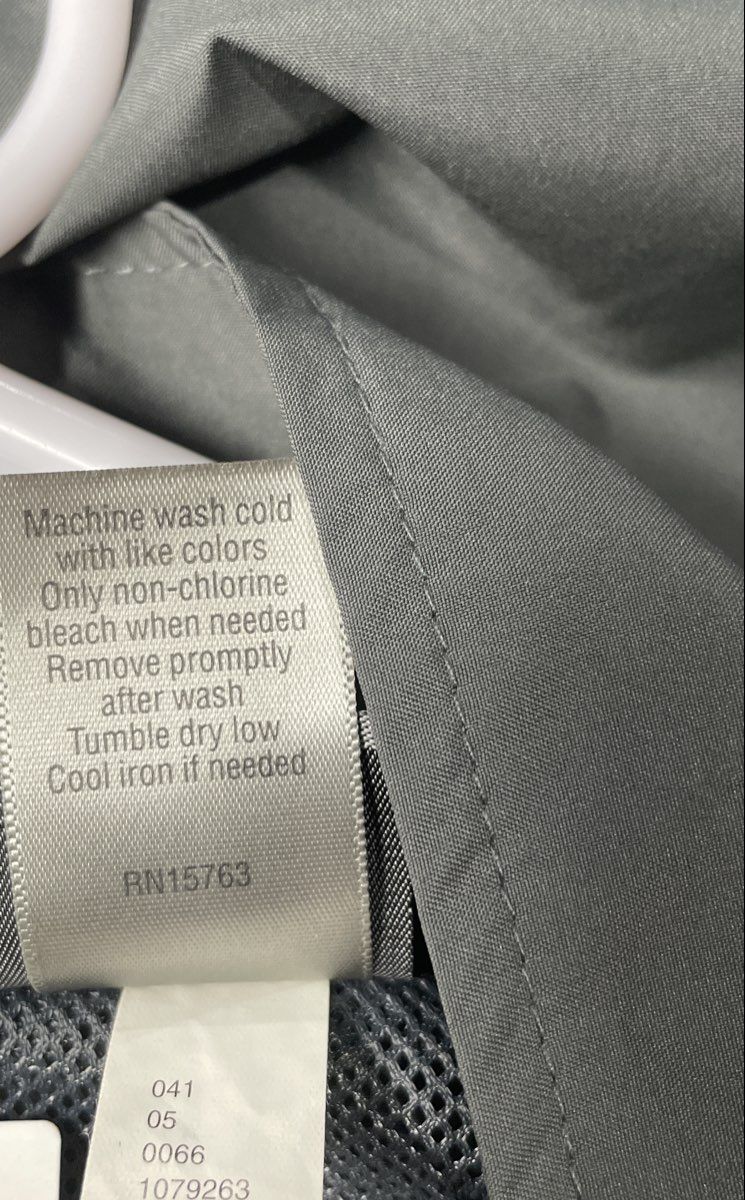 Machine wash cold
with like colors
Only non-chlorine
bleach when needed
Remove promptly
after wash
Tumble dry low
Cool iron if needed
RN15763
041
05
0066
1079263